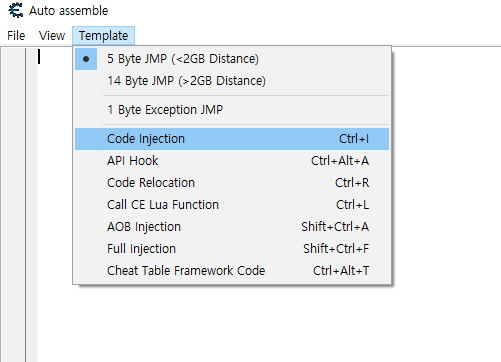 Auto assemble
File View Template
5 Byte JMP (<2GB Distance)
14 Byte JMP (>2GB Distance)
1 Byte Exception JMP
Code Injection Ctrl+I
API Hook Ctrl+Alt+A
Code Relocation Ctrl+R
Call CE Lua Function Ctrl+L
AOB Injection Shift+Ctrl+A
Full Injection Shift+Ctrl+F
Cheat Table Framework Code Ctrl+Alt+T